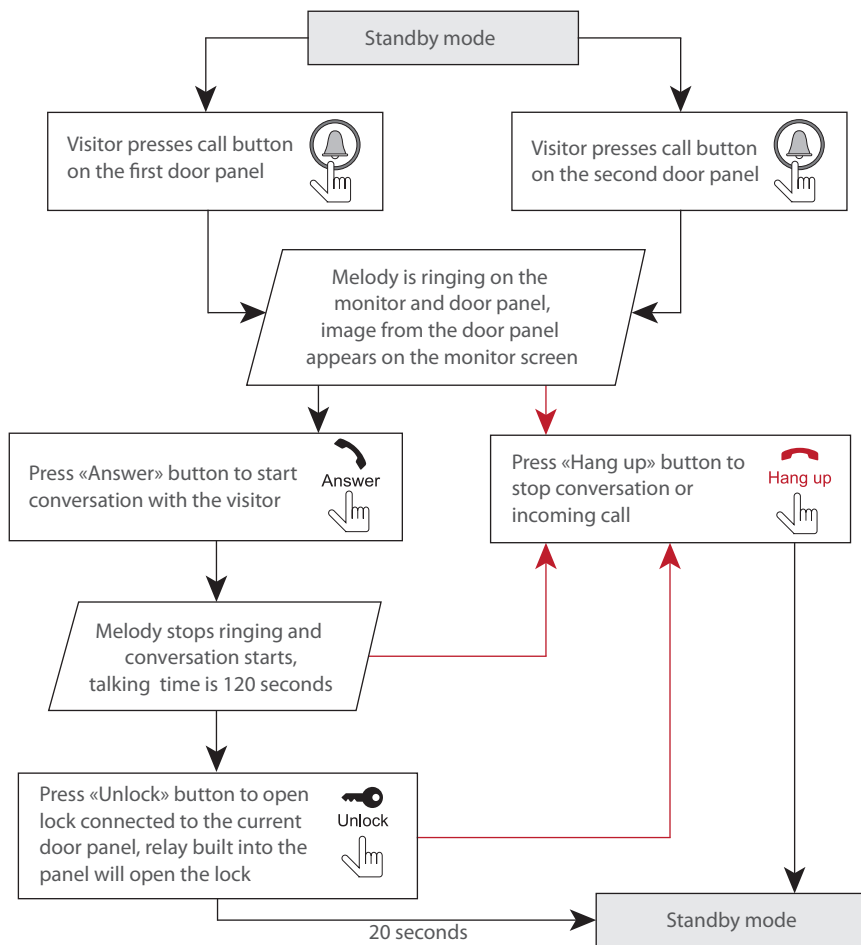 Standby mode
Visitor presses call button
on the first door panel
Visitor presses call button
on the second door panel
Melody is ringing on the
monitor and door panel,
image from the door panel
appears on the monitor screen
Press «Answer» button to start
conversation with the visitor
Answer
Press «Hang up» button to
stop conversation or
incoming call
Hang up
Melody stops ringing and
conversation starts,
talking time is 120 seconds
Press «Unlock» button to open
lock connected to the current
door panel, relay built into the
panel will open the lock
Unlock
20 seconds
Standby mode